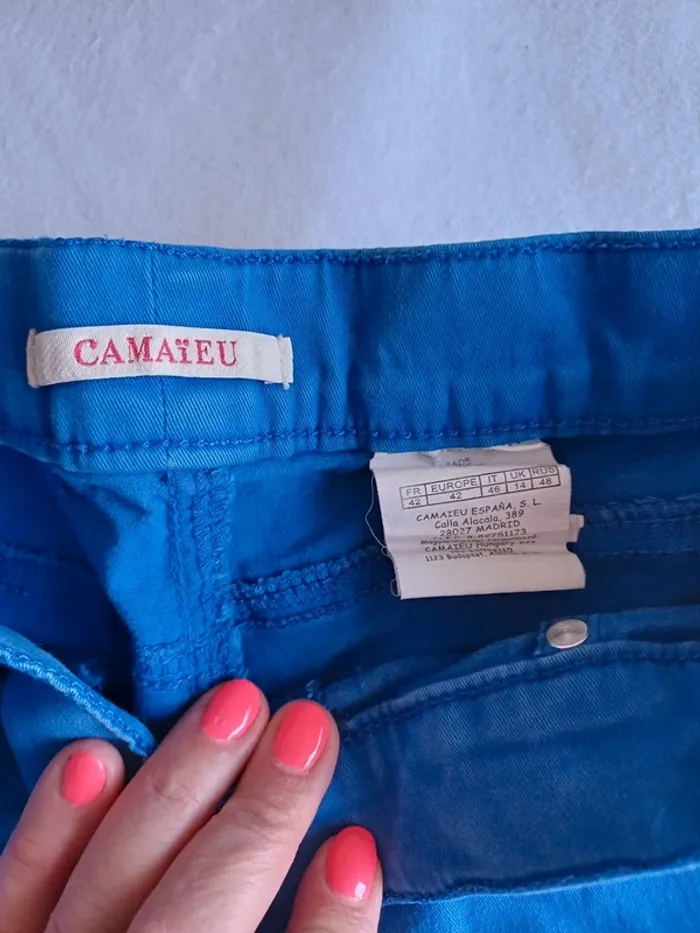 CAMAïEU
FR EUROPE IT UK RUS
42 42 46 14 48
CAMAIEU ESPAÑA, S.L.
Calla Alacala, 389
28027 MADRID
CAMAIEU Hungary
1123 Budapest,